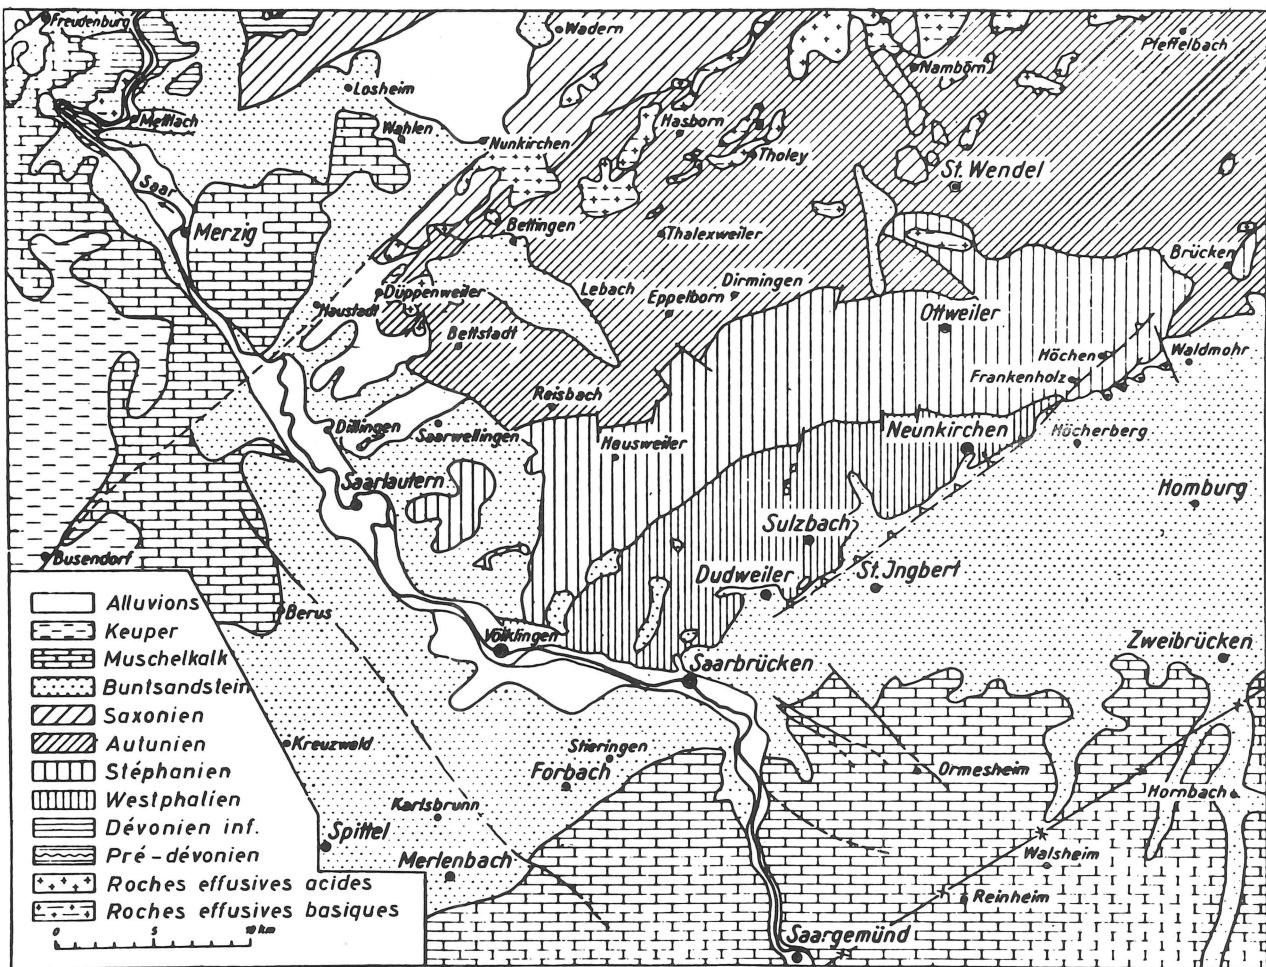 Freudenburg
Wadern
Pfeffelbach
Losheim
Namborn
Mettlach
Wahlen
Nunkirchen
Hasborn
Tholey
St. Wendel
Saar
Merzig
Bettingen
Thalexweiler
Brücken
Düppenweiler
Haustadt
Lebach
Eppelborn
Dirmingen
Ottweiler
Bettstadt
Höchen
Waldmohr
Frankenholz
Reisbach
Dillingen
Saarwellingen
Hausweiler
Neunkirchen
Höcherberg
Saarlautern
Homburg
Sulzbach
Busendorf
Dudweiler
St. Jngbert
Berus
Völklingen
Saarbrücken
Zweibrücken
Kreuzwald
Stieringen
Forbach
Ormesheim
Hornbach
Karlsbrunn
Spittel
Merlenbach
Walsheim
Reinheim
Saargemünd
Alluvions
Keuper
Muschelkalk
Buntsandstein
Saxonien
Autunien
Stéphanien
Westphalien
Dévonien inf.
Pré-dévonien
Roches effusives acides
Roches effusives basiques
0 5 10 km